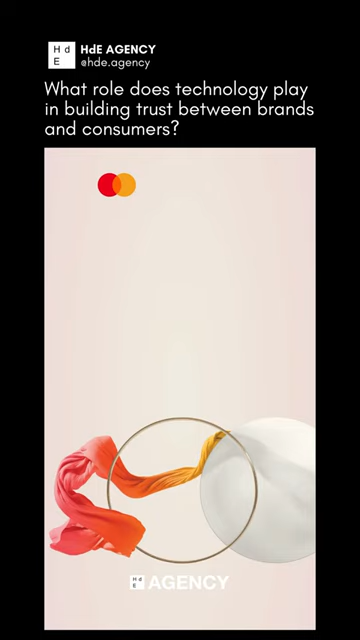 H d
E
HdE AGENCY
@hde.agency
What role does technology play
in building trust between brands
and consumers?
H d
E
AGENCY